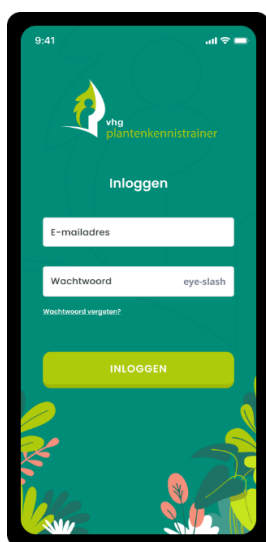 9:41
vhg
plantenkennistrainer
Inloggen
E-mailadres
Wachtwoord eye-slash
Wachtwoord vergeten?
INLOGGEN